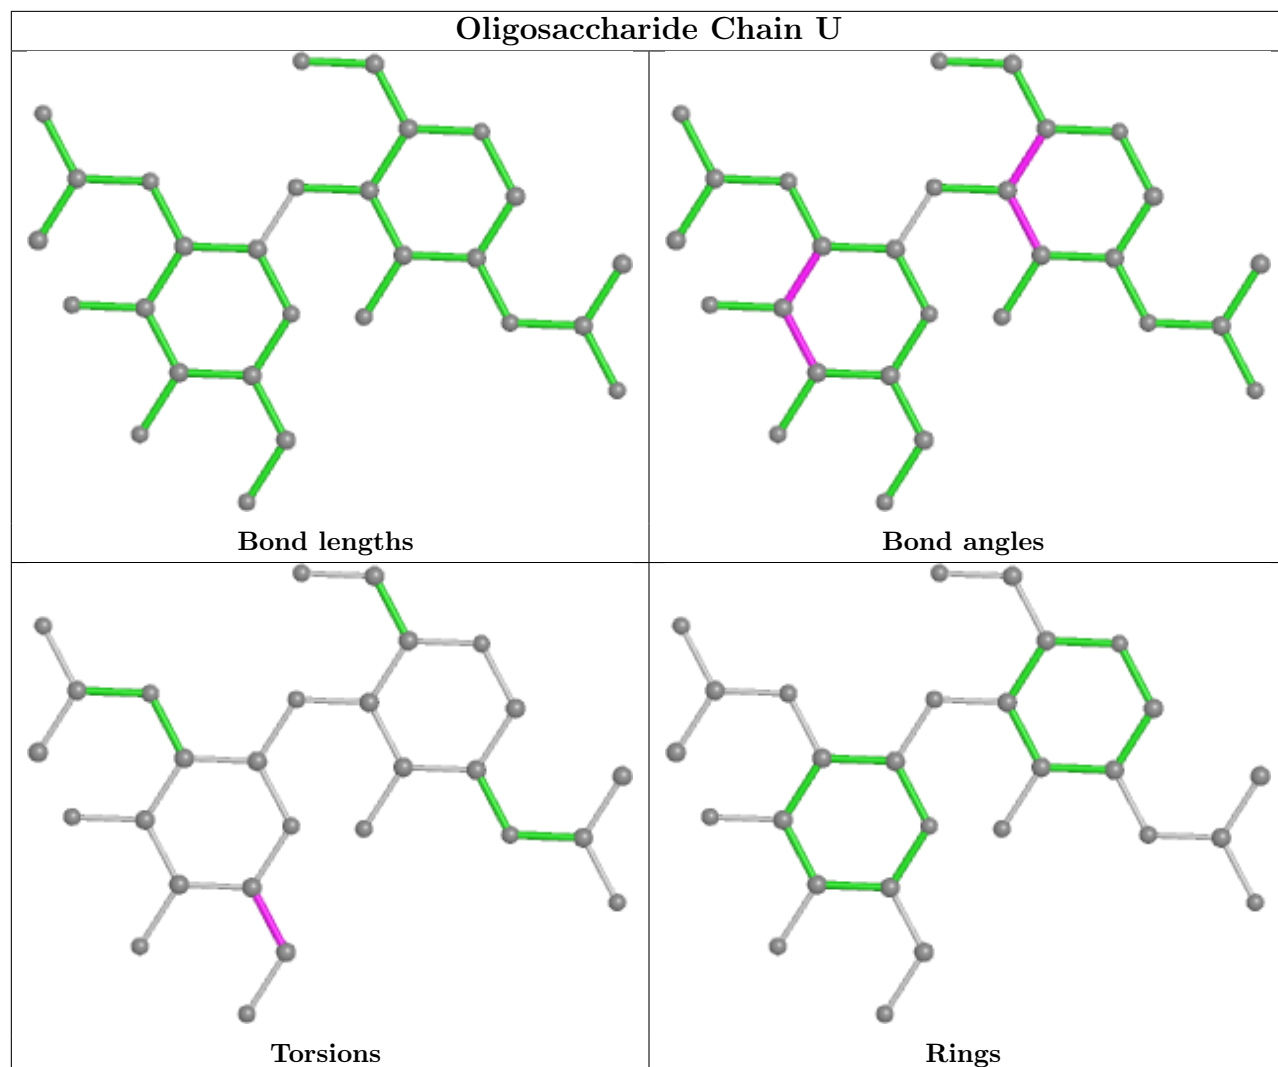 Oligosaccharide Chain U
Bond lengths
Bond angles
Torsions
Rings